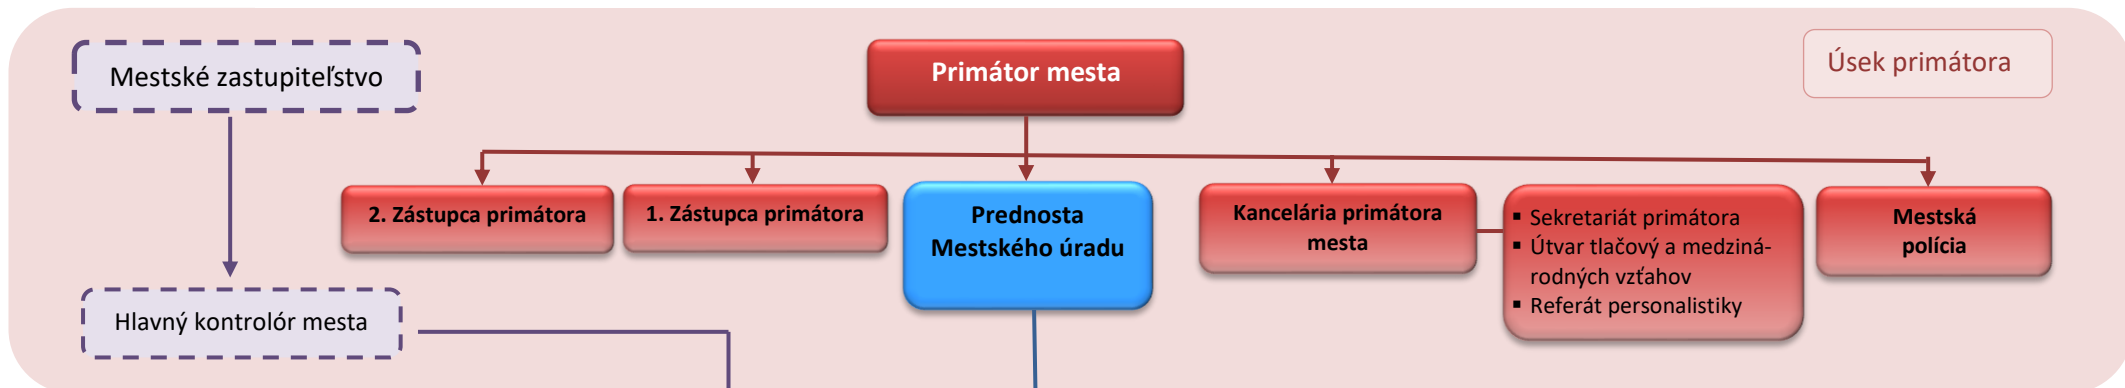 Mestské zastupiteľstvo
Primátor mesta
Úsek primátora
2. Zástupca primátora
1. Zástupca primátora
Prednosta
Mestského úradu
Kancelária primátora
mesta
▪ Sekretariát primátora
▪ Útvar tlačový a mediziná-
rodných vzťahov
▪ Referát personalistiky
Mestská
polícia
Hlavný kontrolór mesta